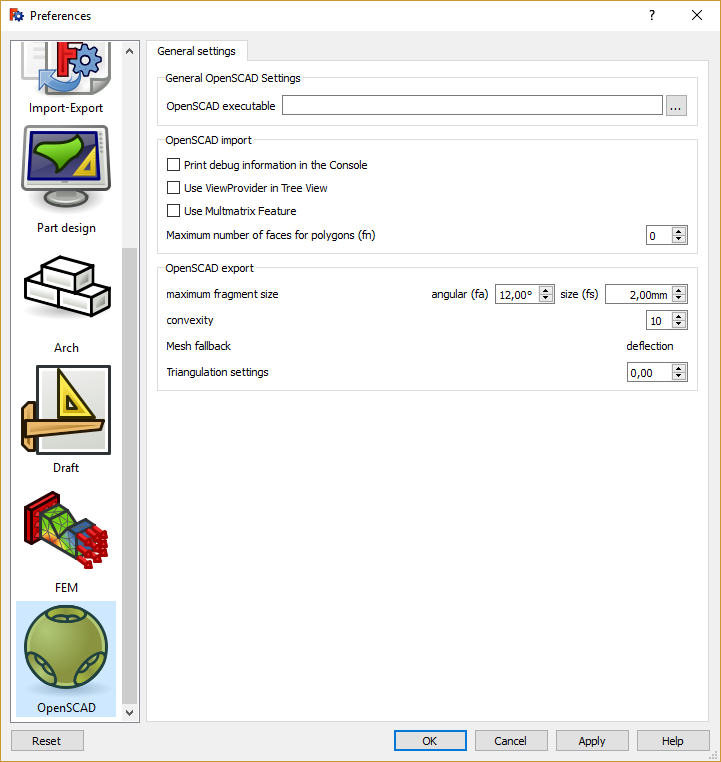 Preferences
?
Import-Export
Part design
Arch
Draft
FEM
OpenSCAD
General settings
General OpenSCAD Settings
OpenSCAD executable ...
OpenSCAD import
Print debug information in the Console
Use ViewProvider in Tree View
Use Multmatrix Feature
Maximum number of faces for polygons (fn) 0
OpenSCAD export
maximum fragment size angular (fa) 12,00° size (fs) 2,00mm
convexity 10
Mesh fallback deflection
Triangulation settings 0,00
Reset OK Cancel Apply Help